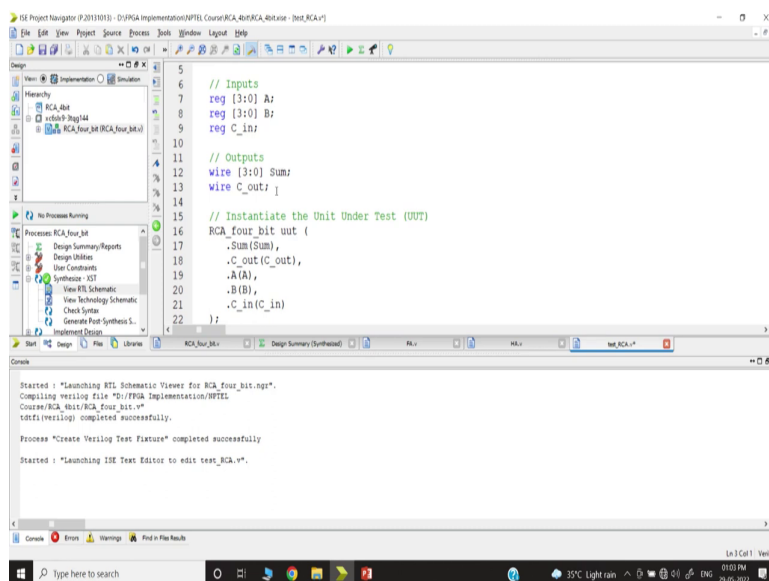 ISE Project Navigator (P.20131013) - D:\FPGA Implementation\NPTEL Course\RCA_4bit\RCA_4bit.xise - [test_RCA.v*]
File Edit View Project Source Process Tools Window Layout Help
Design
View: Implementation Simulation
Hierarchy
RCA_4bit
xc6slx9-3tqg144
RCA_four_bit (RCA_four_bit.v)
No Processes Running
Processes: RCA_four_bit
Design Summary/Reports
Design Utilities
User Constraints
Synthesize - XST
View RTL Schematic
View Technology Schematic
Check Syntax
Generate Post-Synthesis S...
Implement Design
Start Design Files Libraries
5
6 // Inputs
7 reg [3:0] A;
8 reg [3:0] B;
9 reg C_in;
10
11 // Outputs
12 wire [3:0] Sum;
13 wire C_out;
14
15 // Instantiate the Unit Under Test (UUT)
16 RCA_four_bit uut (
17 .Sum(Sum),
18 .C_out(C_out),
19 .A(A),
20 .B(B),
21 .C_in(C_in)
22 );
RCA_four_bit.v Design Summary (Synthesized) FA.v HA.v test_RCA.v*
Console
Started : "Launching RTL Schematic Viewer for RCA_four_bit.ngr".
Compiling verilog file "D:/FPGA Implementation/NPTEL
Course/RCA_4bit/RCA_four_bit.v"
tdtfi(verilog) completed successfully.
Process "Create Verilog Test Fixture" completed successfully
Started : "Launching ISE Text Editor to edit test_RCA.v".
Console Errors Warnings Find in Files Results
Ln 3 Col 1 Veri
Type here to search
35°C Light rain
ENG
01:03 PM
29-05-2022